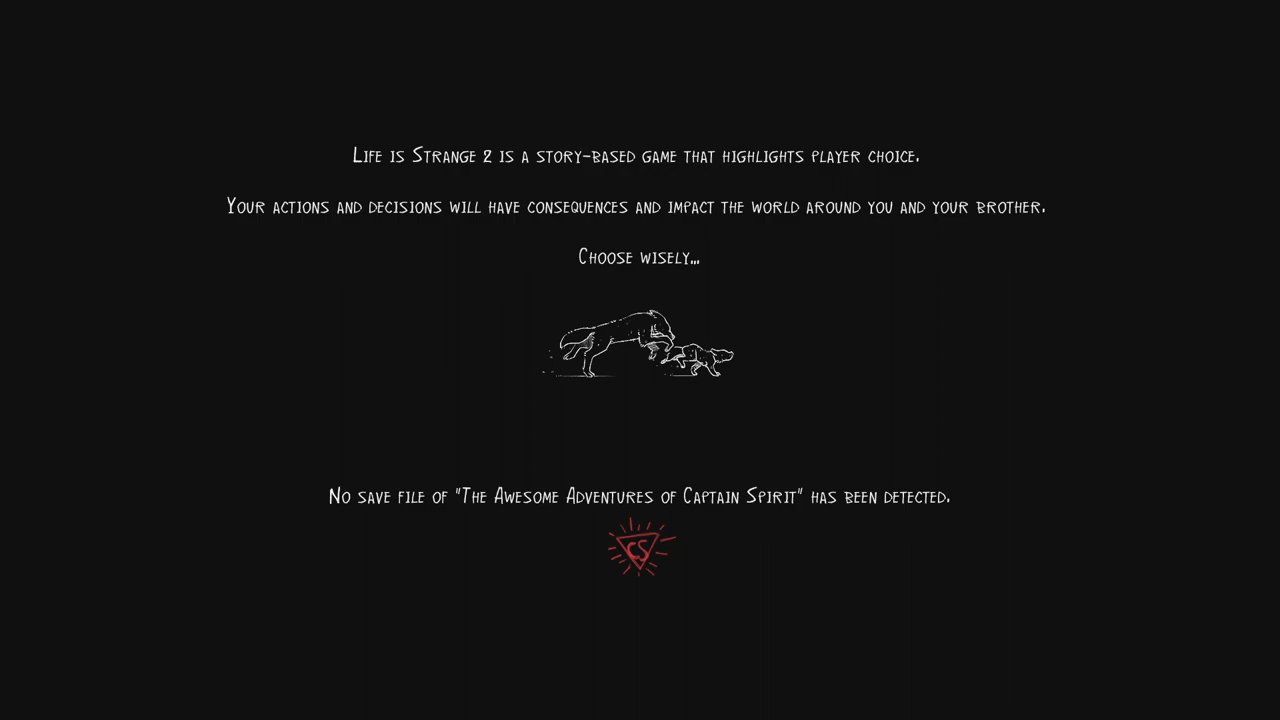 Life is Strange 2 is a story-based game that highlights player choice.
Your actions and decisions will have consequences and impact the world around you and your brother.
Choose wisely...
No save file of "The Awesome Adventures of Captain Spirit" has been detected.
CS